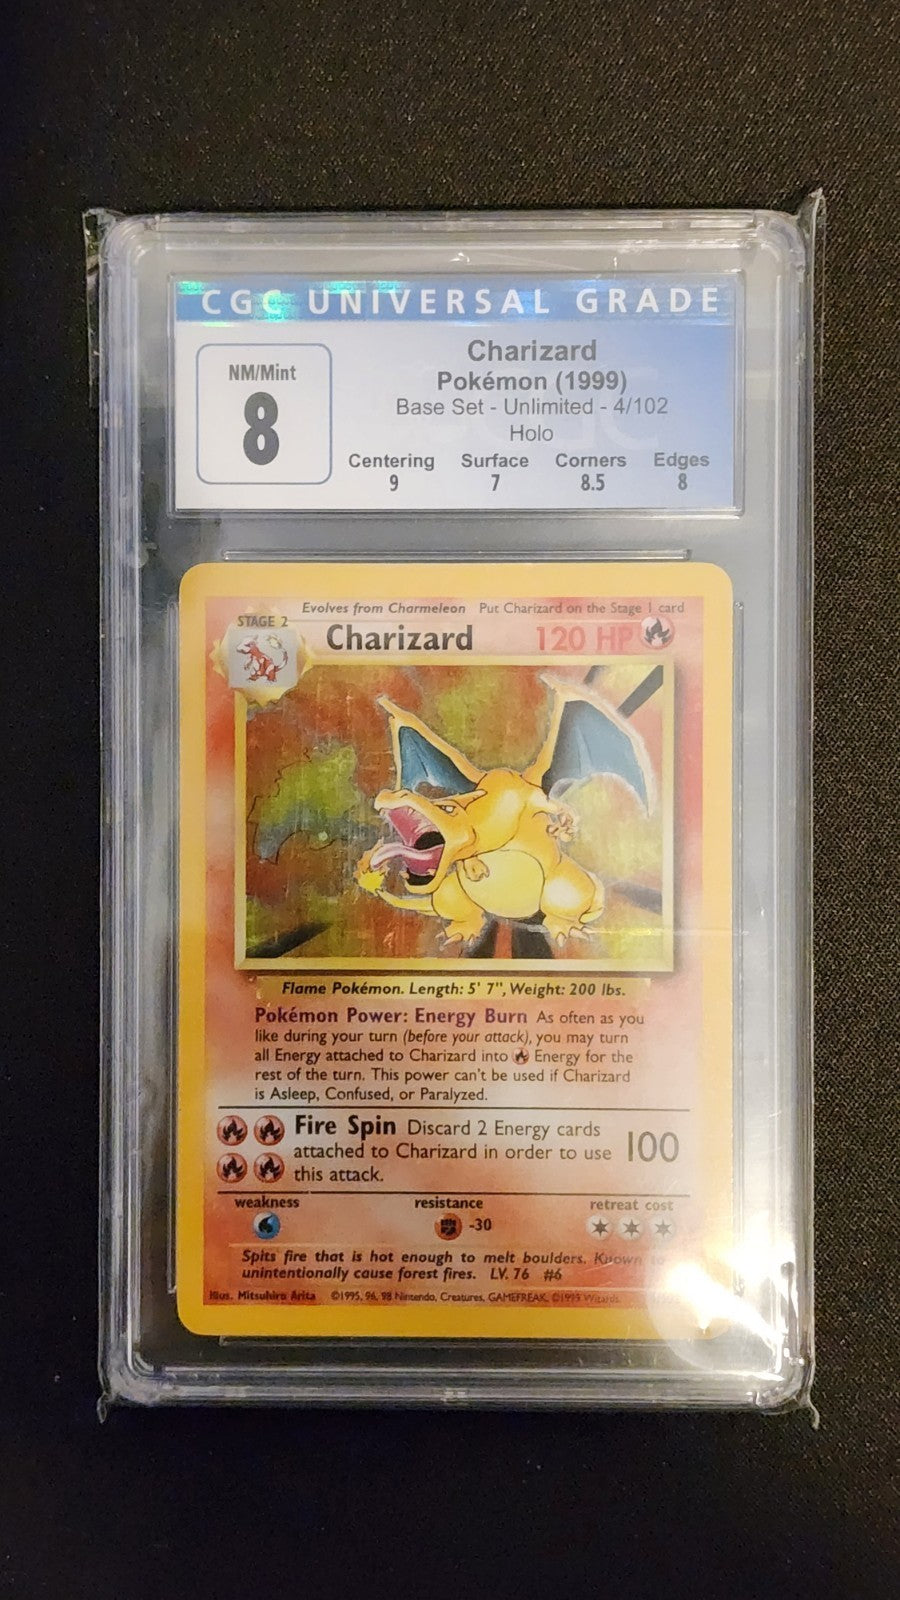 CGC UNIVERSAL GRADE
NM/Mint
8
Charizard
Pokémon (1999)
Base Set - Unlimited - 4/102
Holo
Centering Surface Corners Edges
9 7 8.5 8
Evolves from Charmeleon Put Charizard on the Stage 1 card
STAGE 2
Charizard 120 HP
Flame Pokémon. Length: 5' 7", Weight: 200 lbs.
Pokémon Power: Energy Burn As often as you
like during your turn (before your attack), you may turn
all Energy attached to Charizard into Energy for the
rest of the turn. This power can't be used if Charizard
is Asleep, Confused, or Paralyzed.
Fire Spin Discard 2 Energy cards
attached to Charizard in order to use 100
this attack.
weakness resistance retreat cost
-30
Spits fire that is hot enough to melt boulders. Known to
unintentionally cause forest fires. LV. 76 #6
Illus. Mitsuhiro Arita ©1995, 96, 98 Nintendo, Creatures, GAMEFREAK. ©1999 Wizards.